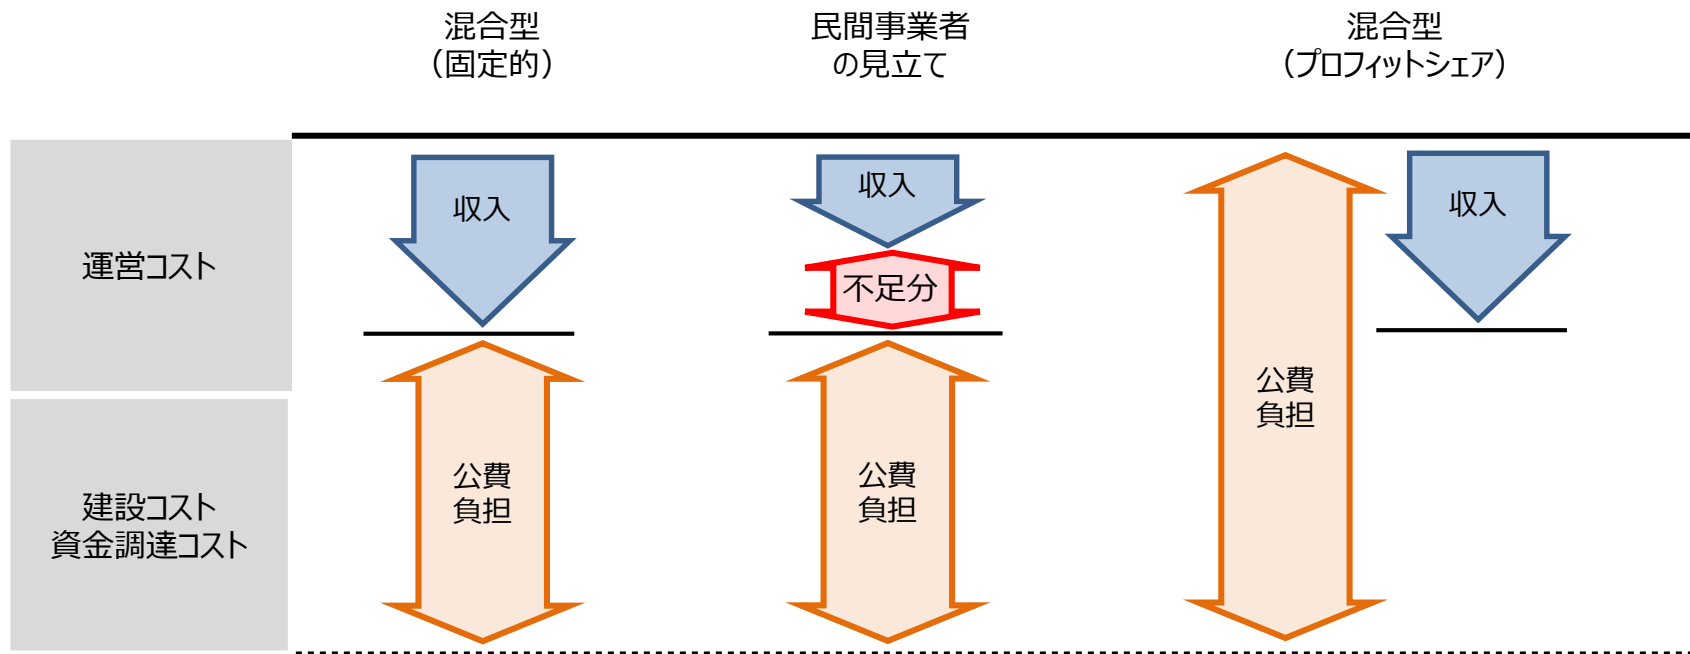 混合型
（固定的）
民間事業者
の見立て
混合型
（プロフィットシェア）
運営コスト
収入
収入
不足分
収入
建設コスト
資金調達コスト
公費
負担
公費
負担
公費
負担